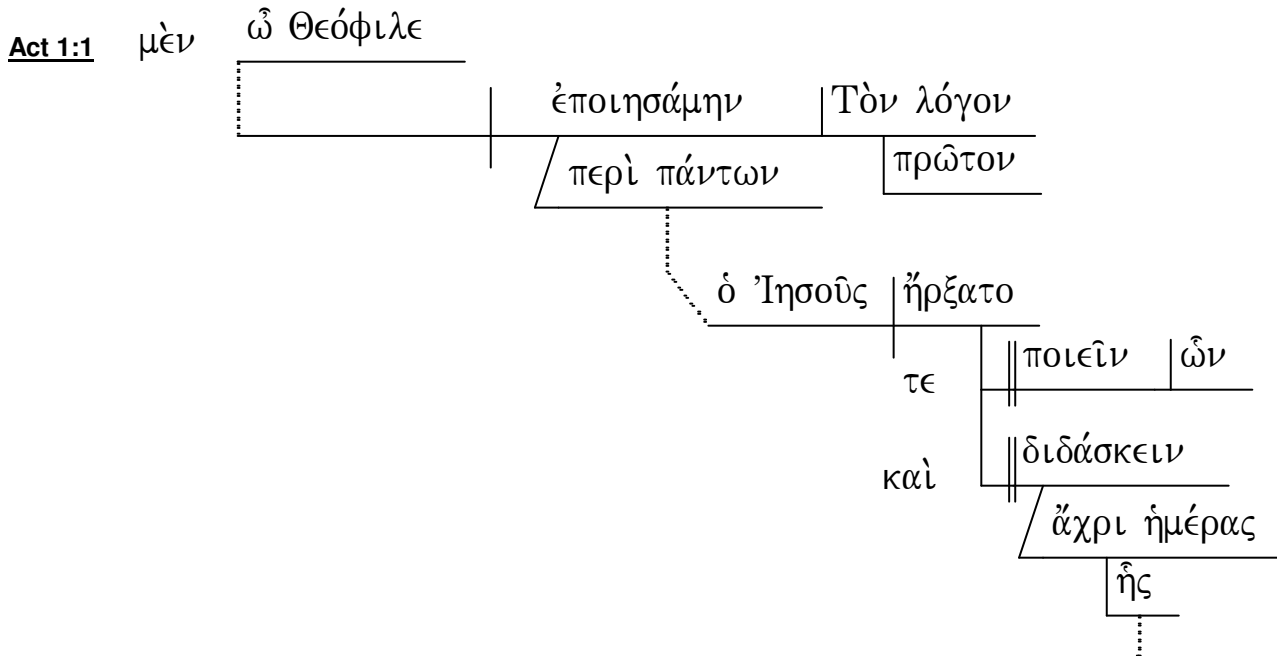 Act 1:1 μὲν ὦ Θεόφιλε
ἐποιησάμην Τὸν λόγον
περὶ πάντων πρῶτον
ὁ Ἰησοῦς ἤρξατο
τε ποιεῖν ὧν
καὶ διδάσκειν
ἄχρι ἡμέρας
ἧς